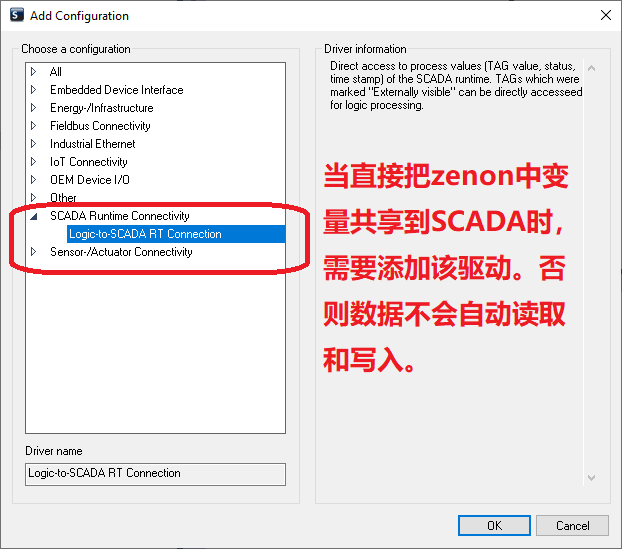 Add Configuration
Choose a configuration
All
Embedded Device Interface
Energy-/Infrastructure
Fieldbus Connectivity
Industrial Ethernet
IoT Connectivity
OEM Device I/O
Other
SCADA Runtime Connectivity
Logic-to-SCADA RT Connection
Sensor-/Actuator Connectivity
Driver name
Logic-to-SCADA RT Connection
Driver information
Direct access to process values (TAG value, status,
time stamp) of the SCADA runtime. TAGs which were
marked "Externally visible" can be directly accesseed
for logic processing.
当直接把zenon中变
量共享到SCADA时，
需要添加该驱动。否
则数据不会自动读取
和写入。
OK
Cancel